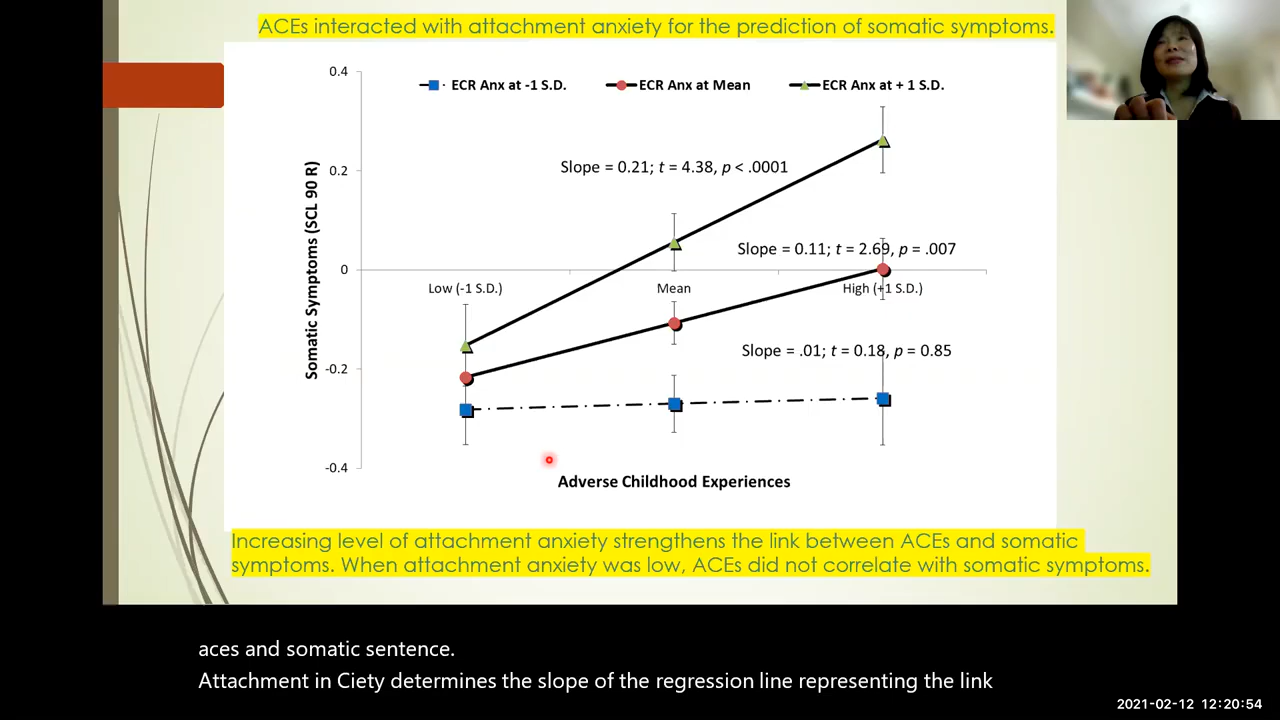 ACEs interacted with attachment anxiety for the prediction of somatic symptoms.
0.4
ECR Anx at -1 S.D. ECR Anx at Mean ECR Anx at + 1 S.D.
Slope = 0.21; t = 4.38, p < .0001
0.2
Slope = 0.11; t = 2.69, p = .007
0
Low (-1 S.D.) Mean High (+1 S.D.)
Somatic Symptoms (SCL 90 R)
Slope = .01; t = 0.18, p = 0.85
-0.2
-0.4
Adverse Childhood Experiences
Increasing level of attachment anxiety strengthens the link between ACEs and somatic
symptoms. When attachment anxiety was low, ACEs did not correlate with somatic symptoms.
aces and somatic sentence.
Attachment in Ciety determines the slope of the regression line representing the link
2021-02-12 12:20:54